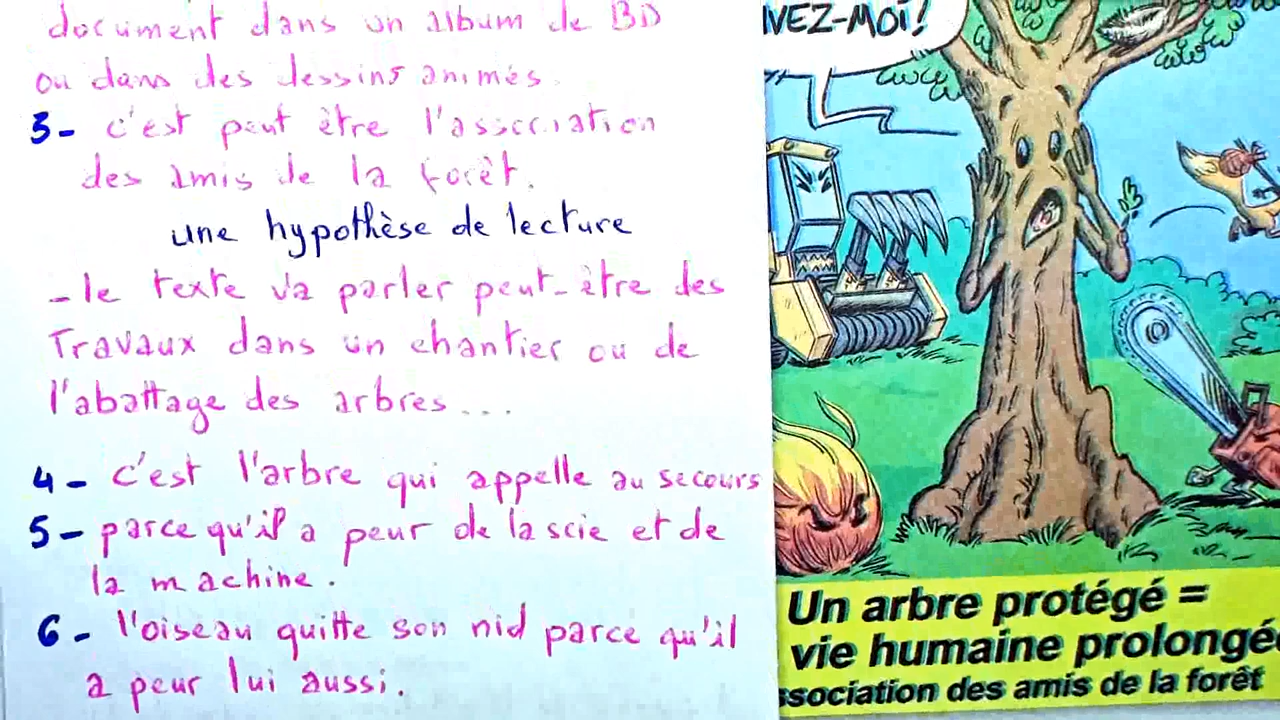 document dans un album de BD
ou dans des dessins animés.
3- c'est peut être l'association
des amis de la forêt.
une hypothèse de lecture
- le texte va parler peut-être des
Travaux dans un chantier ou de
l'abattage des arbres...
4- c'est l'arbre qui appelle au secours
5- parce qu'il a peur de la scie et de
la machine.
6- l'oiseau quitte son nid parce qu'il
a peur lui aussi.
VEZ-MOI!
Un arbre protégé =
vie humaine prolongée
ssociation des amis de la forêt